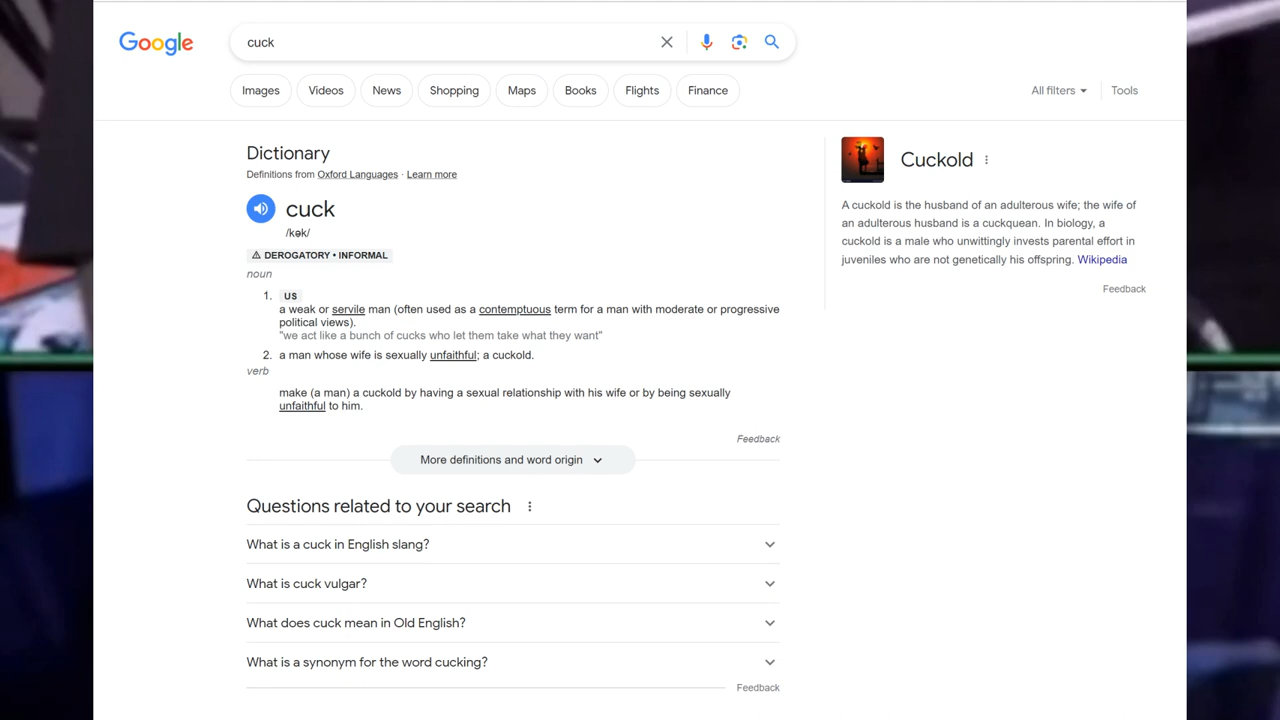 Google
cuck
Images Videos News Shopping Maps Books Flights Finance All filters Tools
Dictionary
Definitions from Oxford Languages · Learn more
cuck
/kək/
DEROGATORY • INFORMAL
noun
1. US
a weak or servile man (often used as a contemptuous term for a man with moderate or progressive
political views).
"we act like a bunch of cucks who let them take what they want"
2. a man whose wife is sexually unfaithful; a cuckold.
verb
make (a man) a cuckold by having a sexual relationship with his wife or by being sexually
unfaithful to him.
Feedback
More definitions and word origin
Questions related to your search
What is a cuck in English slang?
What is cuck vulgar?
What does cuck mean in Old English?
What is a synonym for the word cucking?
Feedback
Cuckold
A cuckold is the husband of an adulterous wife; the wife of
an adulterous husband is a cuckquean. In biology, a
cuckold is a male who unwittingly invests parental effort in
juveniles who are not genetically his offspring. Wikipedia
Feedback